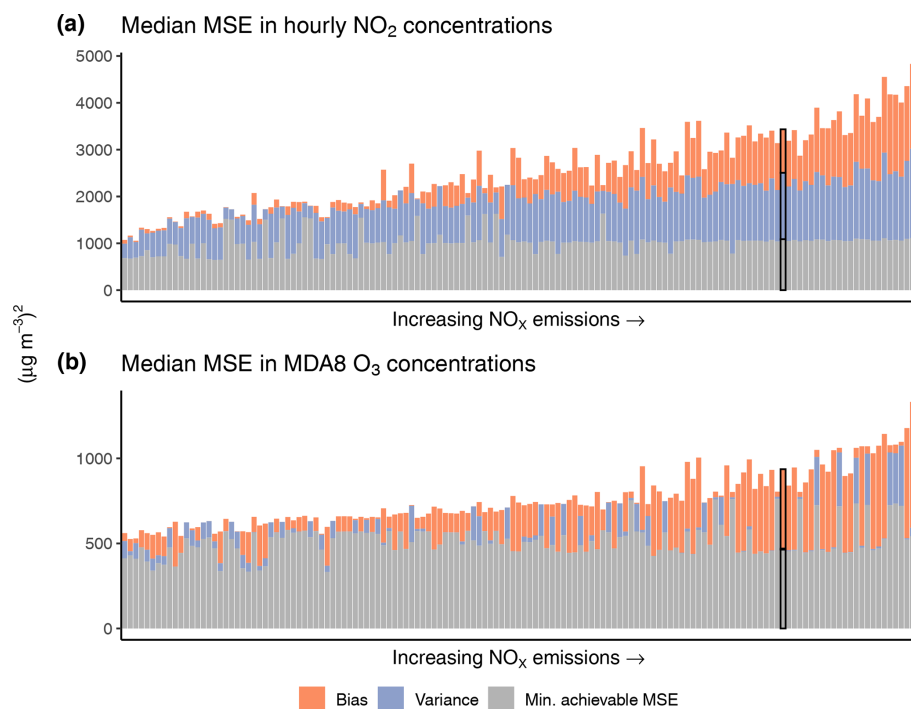 (a) Median MSE in hourly NO₂ concentrations
5000
4000
3000
2000
1000
0
Increasing NOₓ emissions →
(µg m⁻³)²
(b) Median MSE in MDA8 O₃ concentrations
1000
500
0
Increasing NOₓ emissions →
Bias Variance Min. achievable MSE